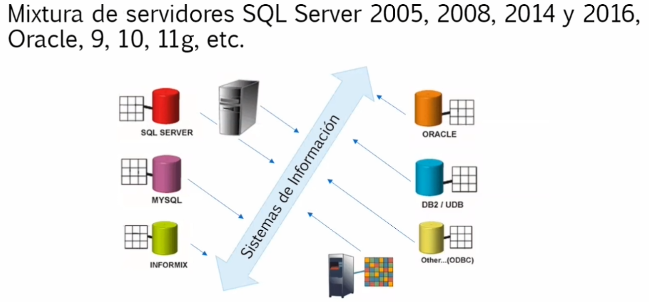 Mixtura de servidores SQL Server 2005, 2008, 2014 y 2016,
Oracle, 9, 10, 11g, etc.
SQL SERVER
MYSQL
INFORMIX
Sistemas de Información
ORACLE
DB2 / UDB
Other...(ODBC)